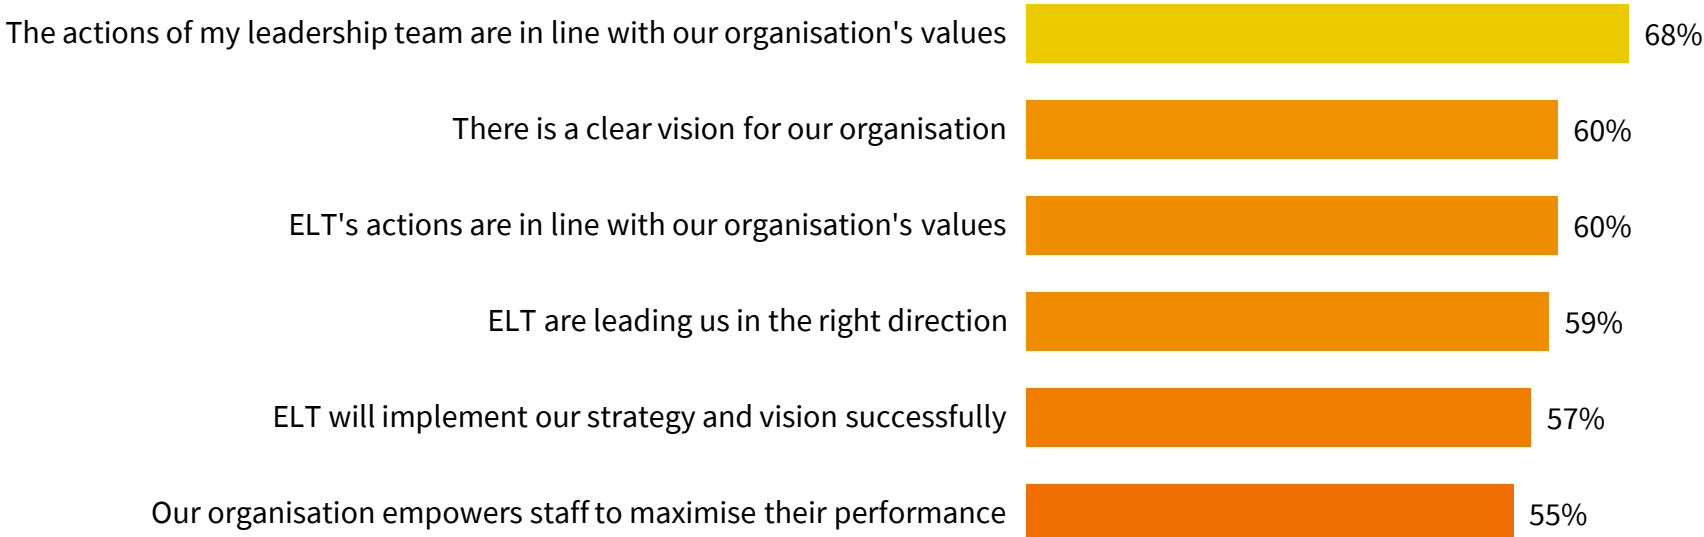 The actions of my leadership team are in line with our organisation's values 68%
There is a clear vision for our organisation 60%
ELT's actions are in line with our organisation's values 60%
ELT are leading us in the right direction 59%
ELT will implement our strategy and vision successfully 57%
Our organisation empowers staff to maximise their performance 55%